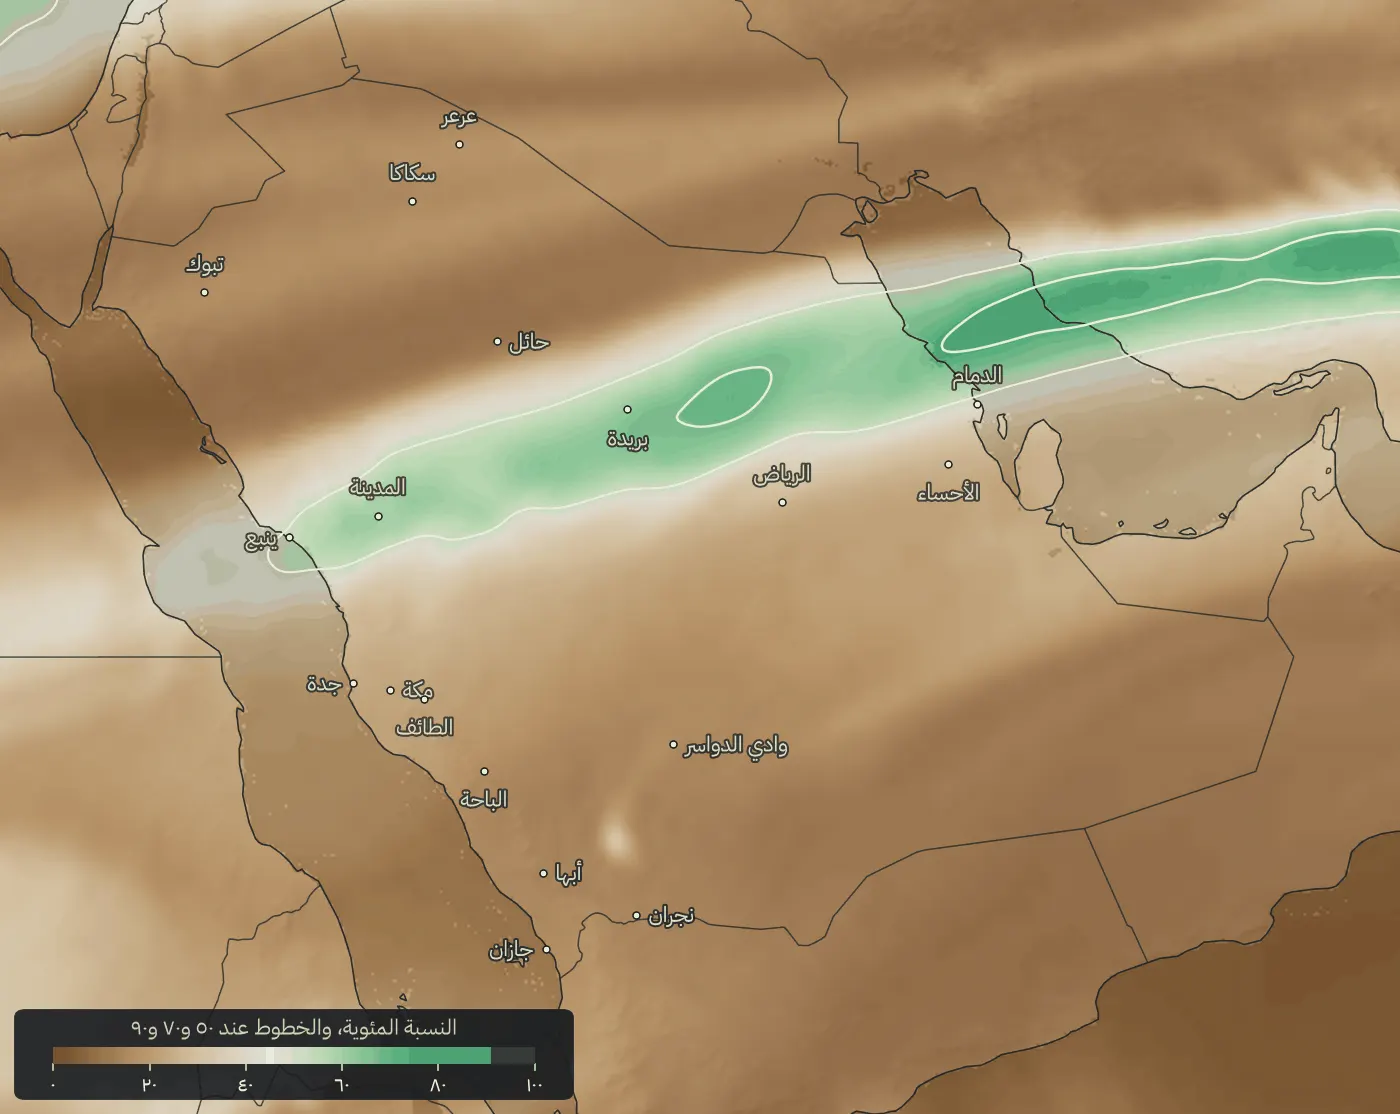 عرعر
سكاكا
تبوك
حائل
الدمام
بريدة
الرياض
المدينة
الأحساء
ينبع
جدة
مكة
الطائف
وادي الدواسر
الباحة
أبها
نجران
جازان
النسبة المئوية، والخطوط عند ٥٠ و٧٠ و٩٠
٠ ٢٠ ٤٠ ٦٠ ٨٠ ١٠٠